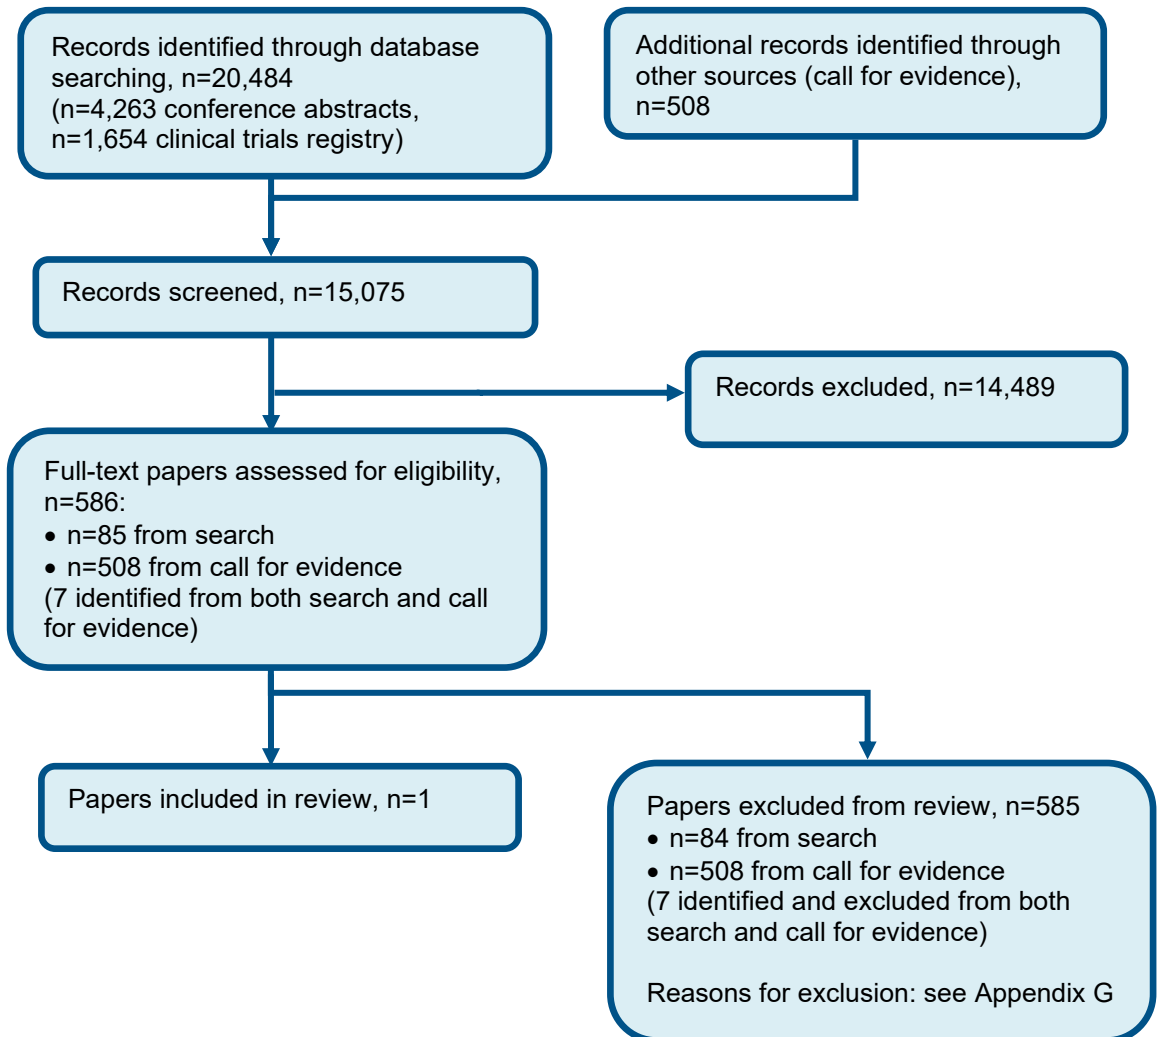 Records identified through database
searching, n=20,484
(n=4,263 conference abstracts,
n=1,654 clinical trials registry)
Additional records identified through
other sources (call for evidence),
n=508
Records screened, n=15,075
Records excluded, n=14,489
Full-text papers assessed for eligibility,
n=586:
• n=85 from search
• n=508 from call for evidence
(7 identified from both search and call
for evidence)
Papers included in review, n=1
Papers excluded from review, n=585
• n=84 from search
• n=508 from call for evidence
(7 identified and excluded from both
search and call for evidence)
Reasons for exclusion: see Appendix G